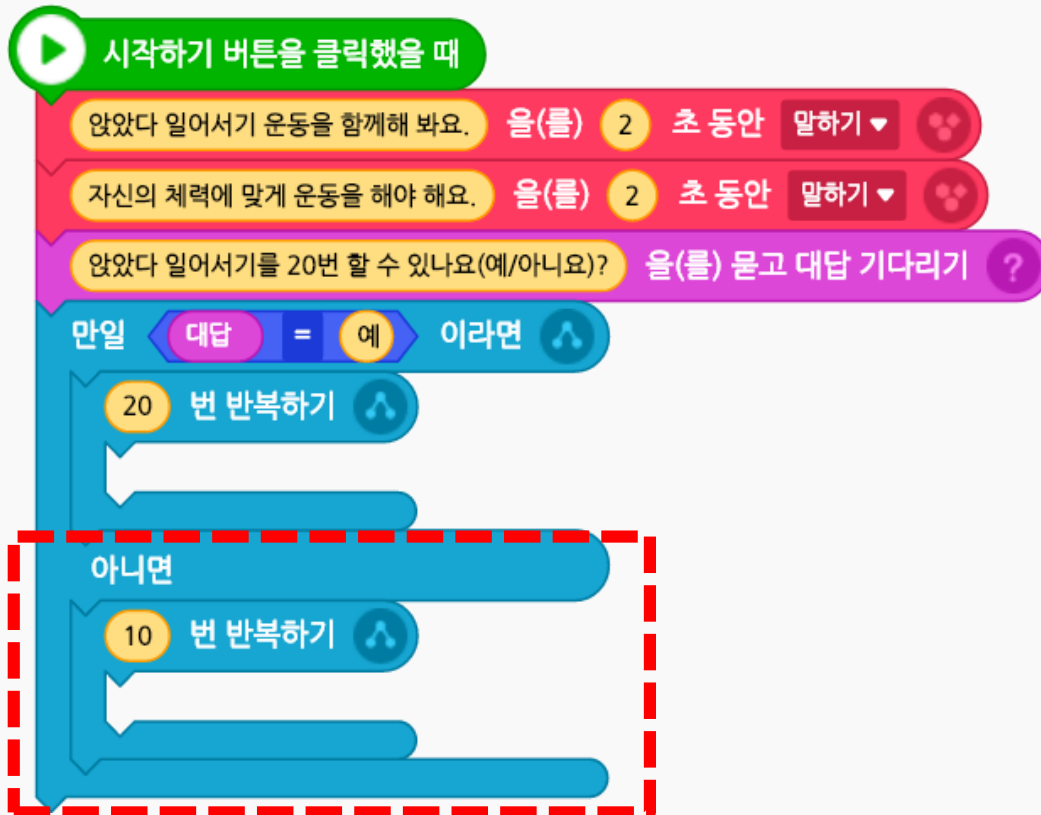 시작하기 버튼을 클릭했을 때
앉았다 일어서기 운동을 함께해 봐요. 을(를) 2 초 동안 말하기
자신의 체력에 맞게 운동을 해야 해요. 을(를) 2 초 동안 말하기
앉았다 일어서기를 20번 할 수 있나요(예/아니요)? 을(를) 묻고 대답 기다리기 ?
만일 대답 = 예 이라면
20 번 반복하기
아니면
10 번 반복하기